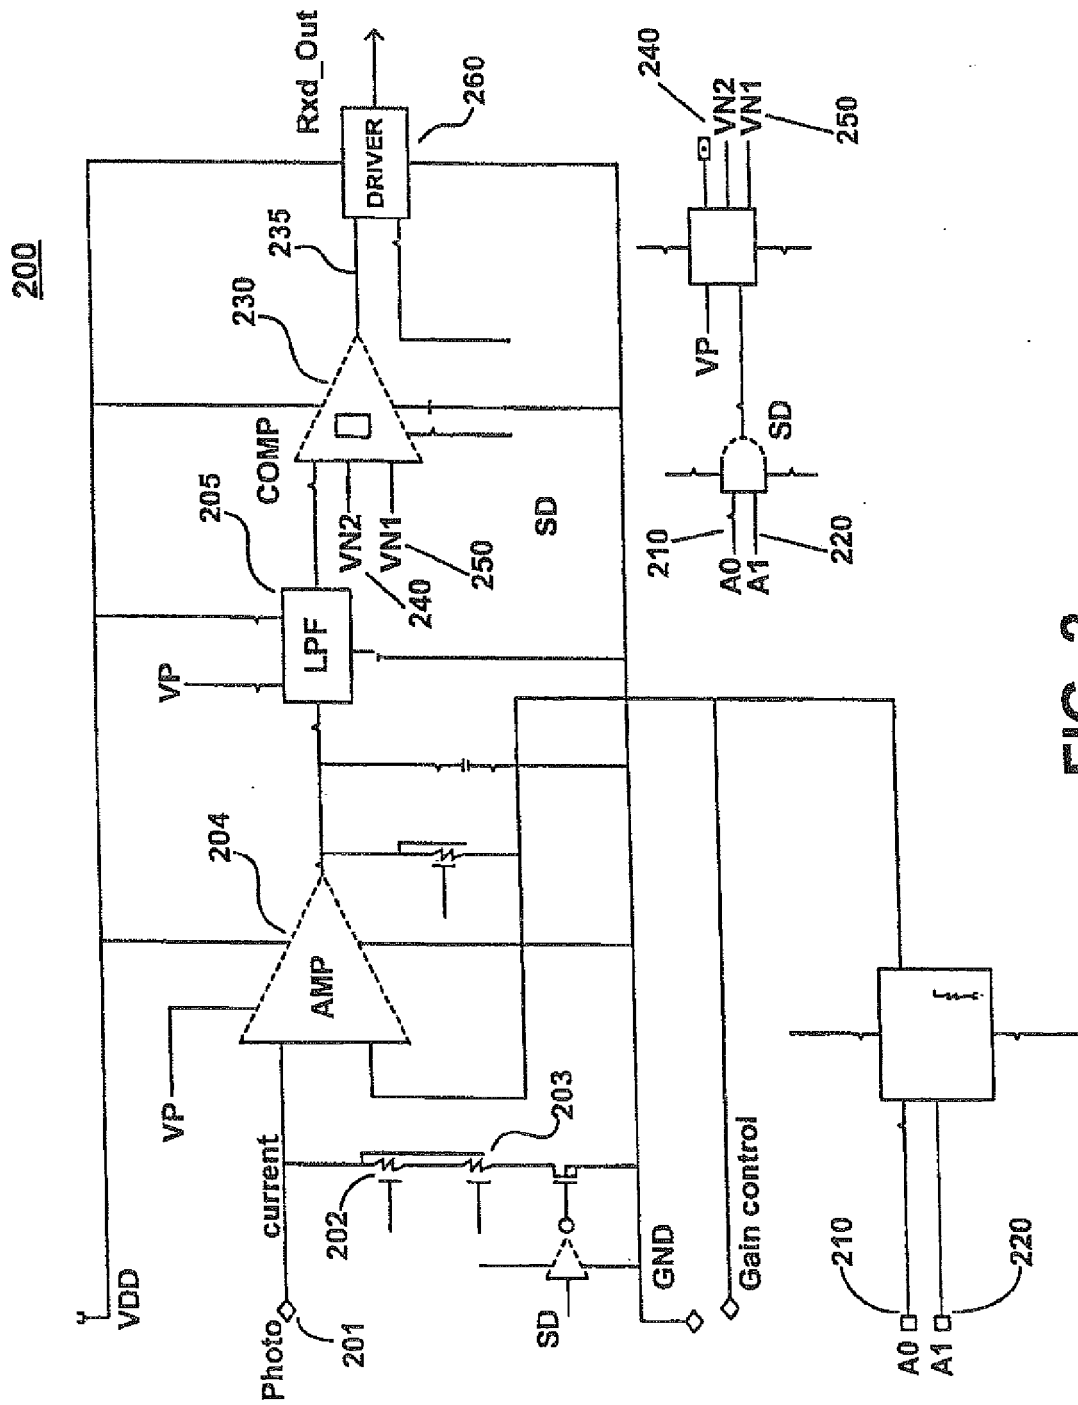 200
VDD
VP
204
AMP
VP
205
LPF
COMP
230
235
Rxd_Out
DRIVER
260
Photo
current
201
202
203
VN2
VN1
240
250
SD
SD
GND
Gain control
210
A0
A1
220
210
A0
A1
220
SD
VP
240
VN2
VN1
250